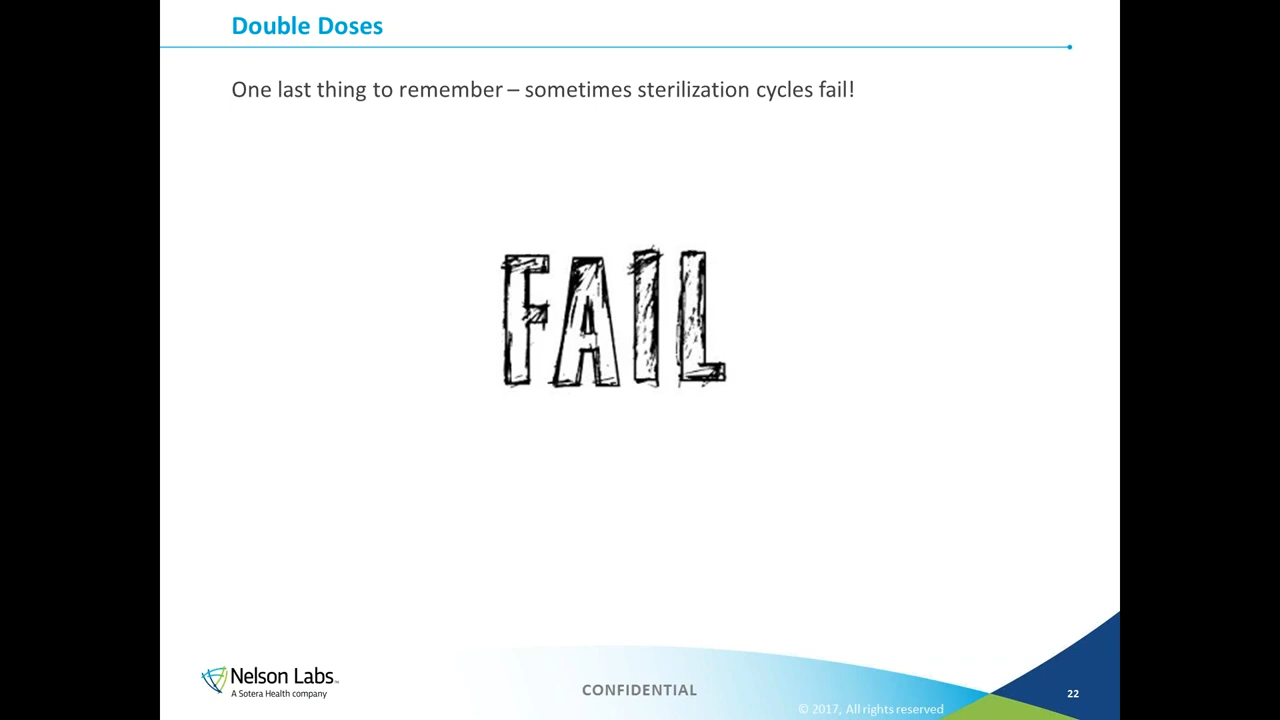 Double Doses
One last thing to remember – sometimes sterilization cycles fail!
FAIL
Nelson Labs™
A Sotera Health company
CONFIDENTIAL
© 2017, All rights reserved
22